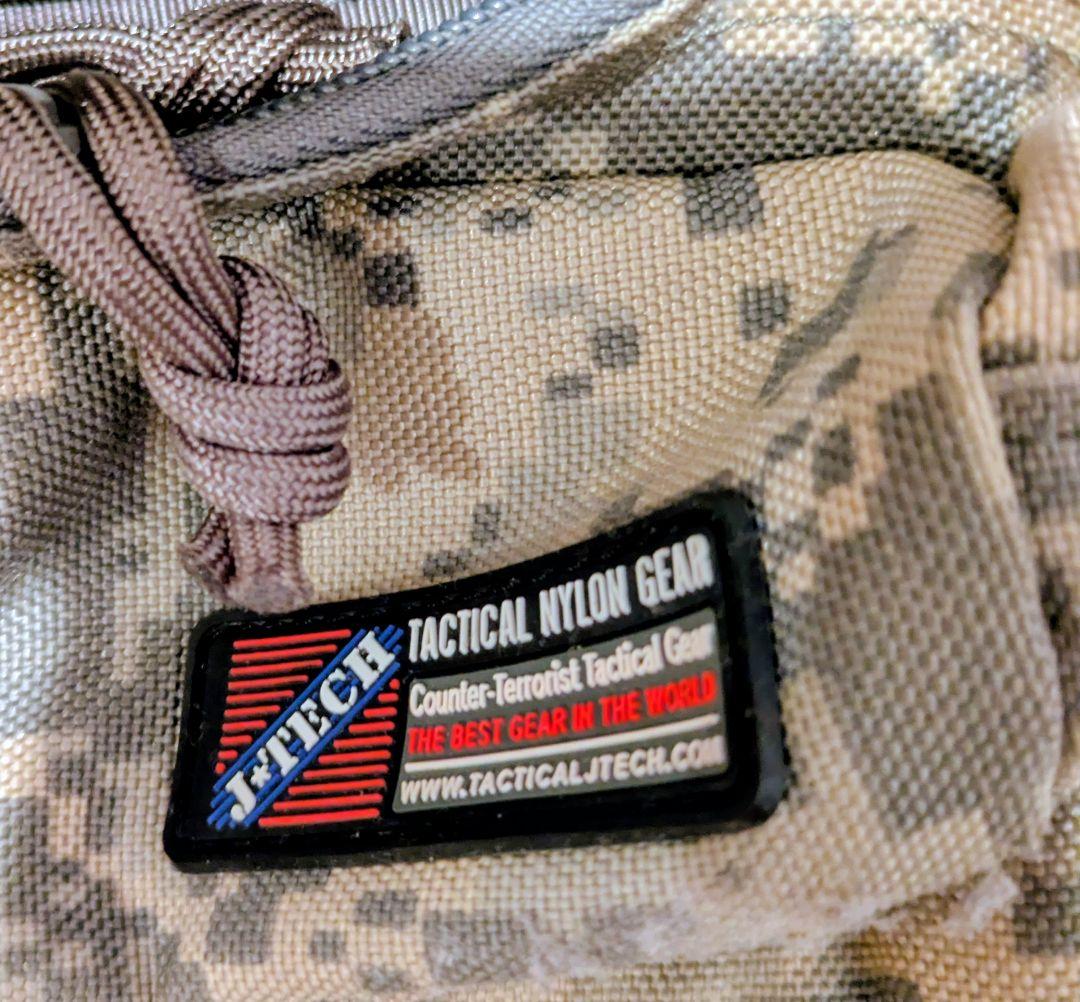 J*TECH
TACTICAL NYLON GEAR
Counter-Terrorist Tactical Gear
THE BEST GEAR IN THE WORLD
WWW.TACTICALJTECH.COM